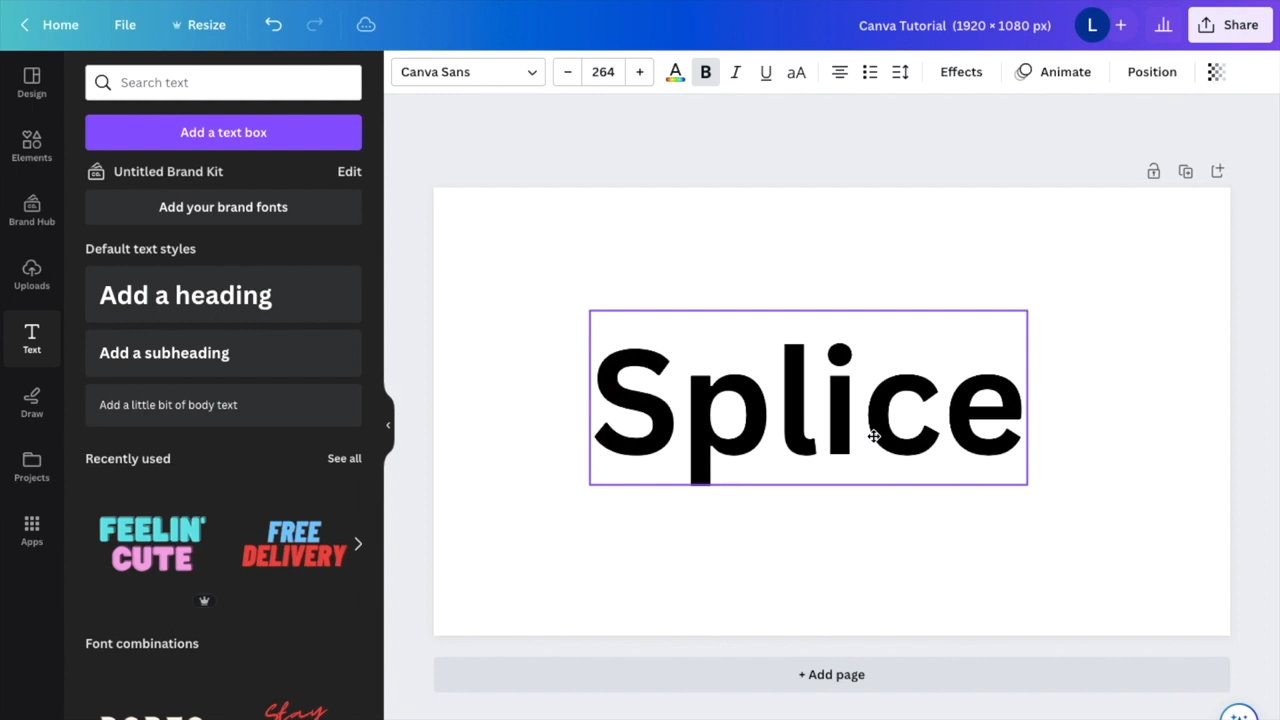 Home File Resize Canva Tutorial (1920 × 1080 px) L + Share
Design
Elements
Brand Hub
Uploads
Text
Draw
Projects
Apps
Search text
Add a text box
Untitled Brand Kit Edit
Add your brand fonts
Default text styles
Add a heading
Add a subheading
Add a little bit of body text
Recently used See all
FEELIN'
CUTE
FREE
DELIVERY
Font combinations
Stay
Canva Sans − 264 + A B I U aA Effects Animate Position
Splice
+ Add page